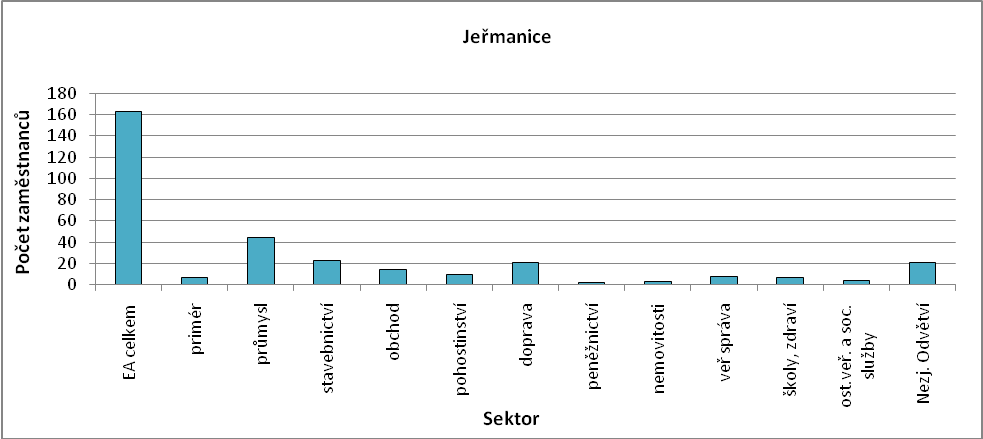 Jeřmanice
Počet zaměstnanců
180
160
140
120
100
80
60
40
20
0
EA celkem
primér
průmysl
stavebnictví
obchod
pohostinství
doprava
peněžnictví
nemovitosti
veř správa
školy, zdraví
ost.veř. a soc.
služby
Nezj. Odvětví
Sektor